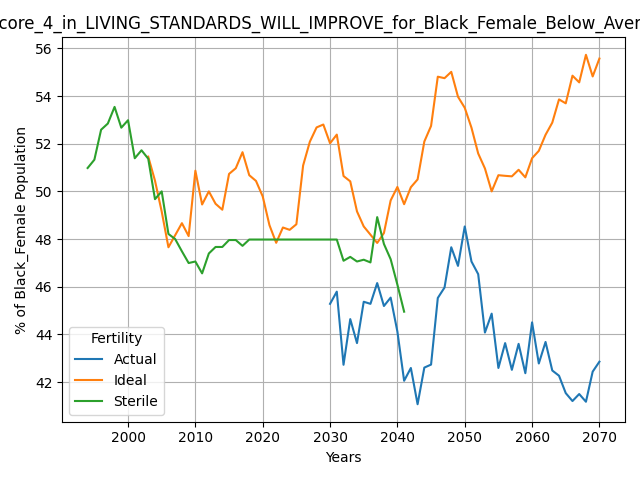 core_4_in_LIVING_STANDARDS_WILL_IMPROVE_for_Black_Female_Below_Aver
56
54
52
50
48
46
44
42
% of Black_Female Population
Fertility
Actual
Ideal
Sterile
2000
2010
2020
2030
2040
2050
2060
2070
Years